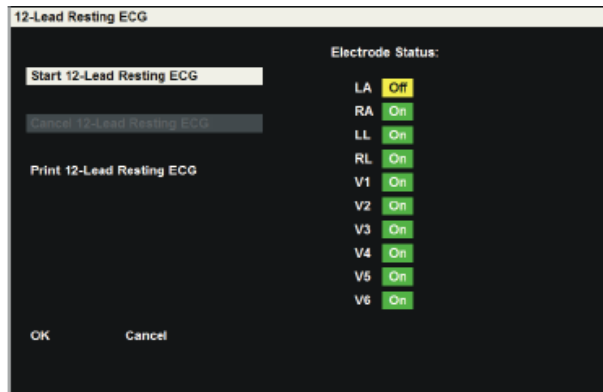 12-Lead Resting ECG
Electrode Status:
Start 12-Lead Resting ECG
LA Off
RA On
Cancel 12-Lead Resting ECG
LL On
RL On
Print 12-Lead Resting ECG
V1 On
V2 On
V3 On
V4 On
V5 On
V6 On
OK Cancel